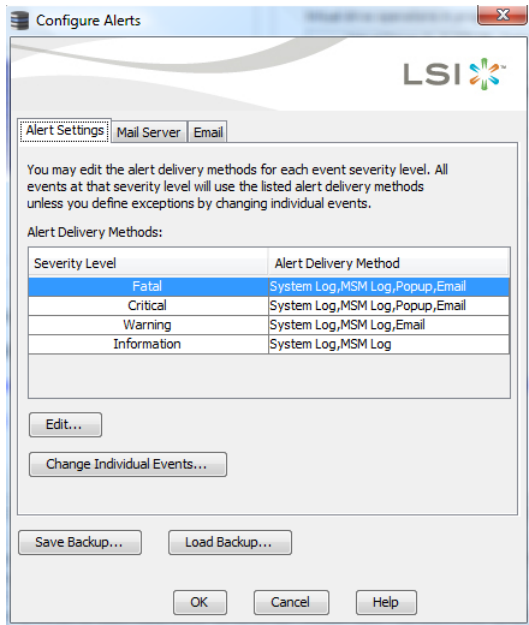 Configure Alerts
LSI
Alert Settings
Mail Server
Email
You may edit the alert delivery methods for each event severity level. All
events at that severity level will use the listed alert delivery methods
unless you define exceptions by changing individual events.
Alert Delivery Methods:
Severity Level Alert Delivery Method
Fatal System Log,MSM Log,Popup,Email
Critical System Log,MSM Log,Popup,Email
Warning System Log,MSM Log,Email
Information System Log,MSM Log
Edit...
Change Individual Events...
Save Backup... Load Backup...
OK Cancel Help